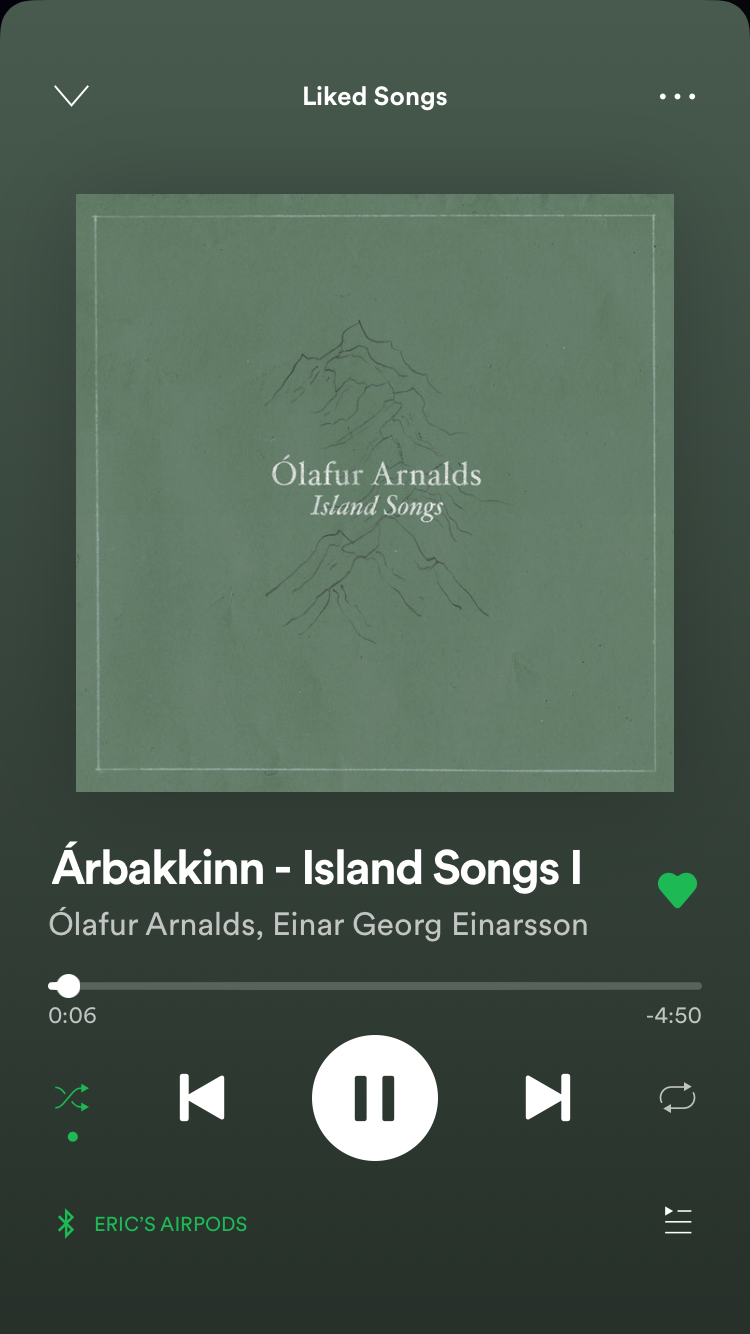 Liked Songs
Ólafur Arnalds
Island Songs
Árbakkinn - Island Songs I
Ólafur Arnalds, Einar Georg Einarsson
0:06
-4:50
ERIC'S AIRPODS